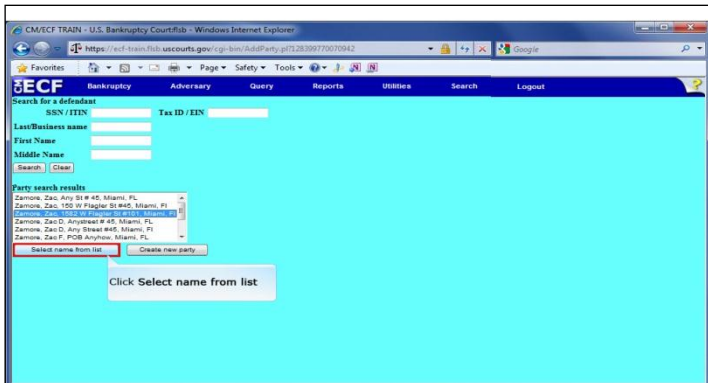 CM/ECF TRAIN - U.S. Bankruptcy Court:flsb - Windows Internet Explorer
https://ecf-train.flsb.uscourts.gov/cgi-bin/AddParty.pl?128399770070942
Google
Favorites Page Safety Tools
ECF Bankruptcy Adversary Query Reports Utilities Search Logout ?
Search for a defendant
SSN / ITIN Tax ID / EIN
Last/Business name
First Name
Middle Name
Search Clear
Party search results
Zamore, Zac, Any St # 45, Miami, FL
Zamore, Zac, 150 W Flagler St #45, Miami, Fl
Zamore, Zac, 1582 W Flagler St #101, Miami, Fl
Zamore, Zac D, Anystreet # 45, Miami, FL
Zamore, Zac D, Any Street #45, Miami, Fl
Zamore, Zac F, POB Anyhow, Miami, FL
Select name from list Create new party
Click Select name from list